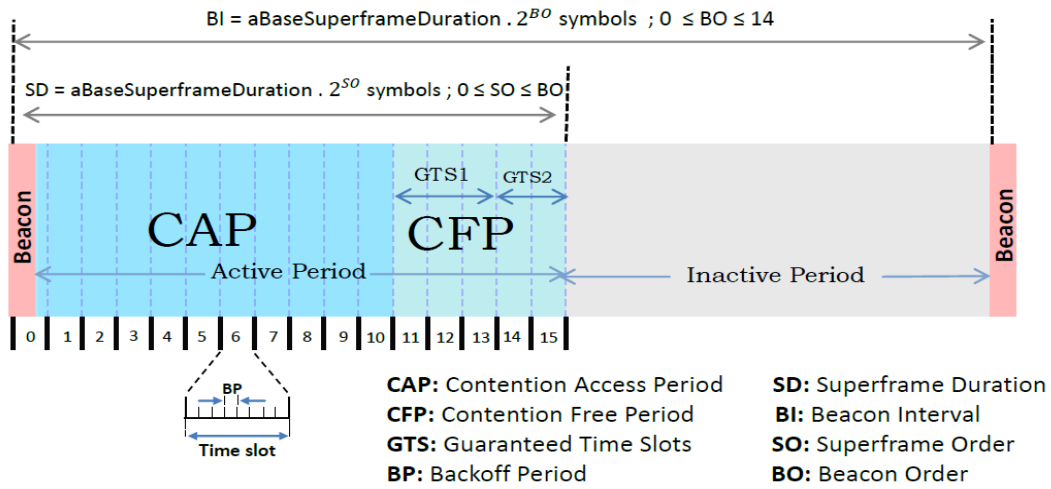 BI = aBaseSuperframeDuration . 2^BO symbols ; 0 ≤ BO ≤ 14
SD = aBaseSuperframeDuration . 2^SO symbols ; 0 ≤ SO ≤ BO
Beacon
CAP
GTS1
GTS2
CFP
Active Period
Inactive Period
Beacon
0 1 2 3 4 5 6 7 8 9 10 11 12 13 14 15
BP
Time slot
CAP: Contention Access Period
CFP: Contention Free Period
GTS: Guaranteed Time Slots
BP: Backoff Period
SD: Superframe Duration
BI: Beacon Interval
SO: Superframe Order
BO: Beacon Order